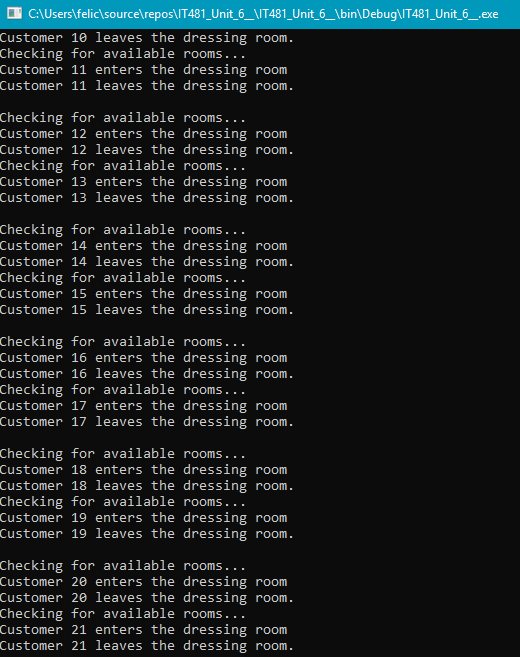 C:\Users\felic\source\repos\IT481_Unit_6__\IT481_Unit_6__\bin\Debug\IT481_Unit_6__.exe
Customer 10 leaves the dressing room.
Checking for available rooms...
Customer 11 enters the dressing room
Customer 11 leaves the dressing room.

Checking for available rooms...
Customer 12 enters the dressing room
Customer 12 leaves the dressing room.
Checking for available rooms...
Customer 13 enters the dressing room
Customer 13 leaves the dressing room.

Checking for available rooms...
Customer 14 enters the dressing room
Customer 14 leaves the dressing room.
Checking for available rooms...
Customer 15 enters the dressing room
Customer 15 leaves the dressing room.

Checking for available rooms...
Customer 16 enters the dressing room
Customer 16 leaves the dressing room.
Checking for available rooms...
Customer 17 enters the dressing room
Customer 17 leaves the dressing room.

Checking for available rooms...
Customer 18 enters the dressing room
Customer 18 leaves the dressing room.
Checking for available rooms...
Customer 19 enters the dressing room
Customer 19 leaves the dressing room.

Checking for available rooms...
Customer 20 enters the dressing room
Customer 20 leaves the dressing room.
Checking for available rooms...
Customer 21 enters the dressing room
Customer 21 leaves the dressing room.